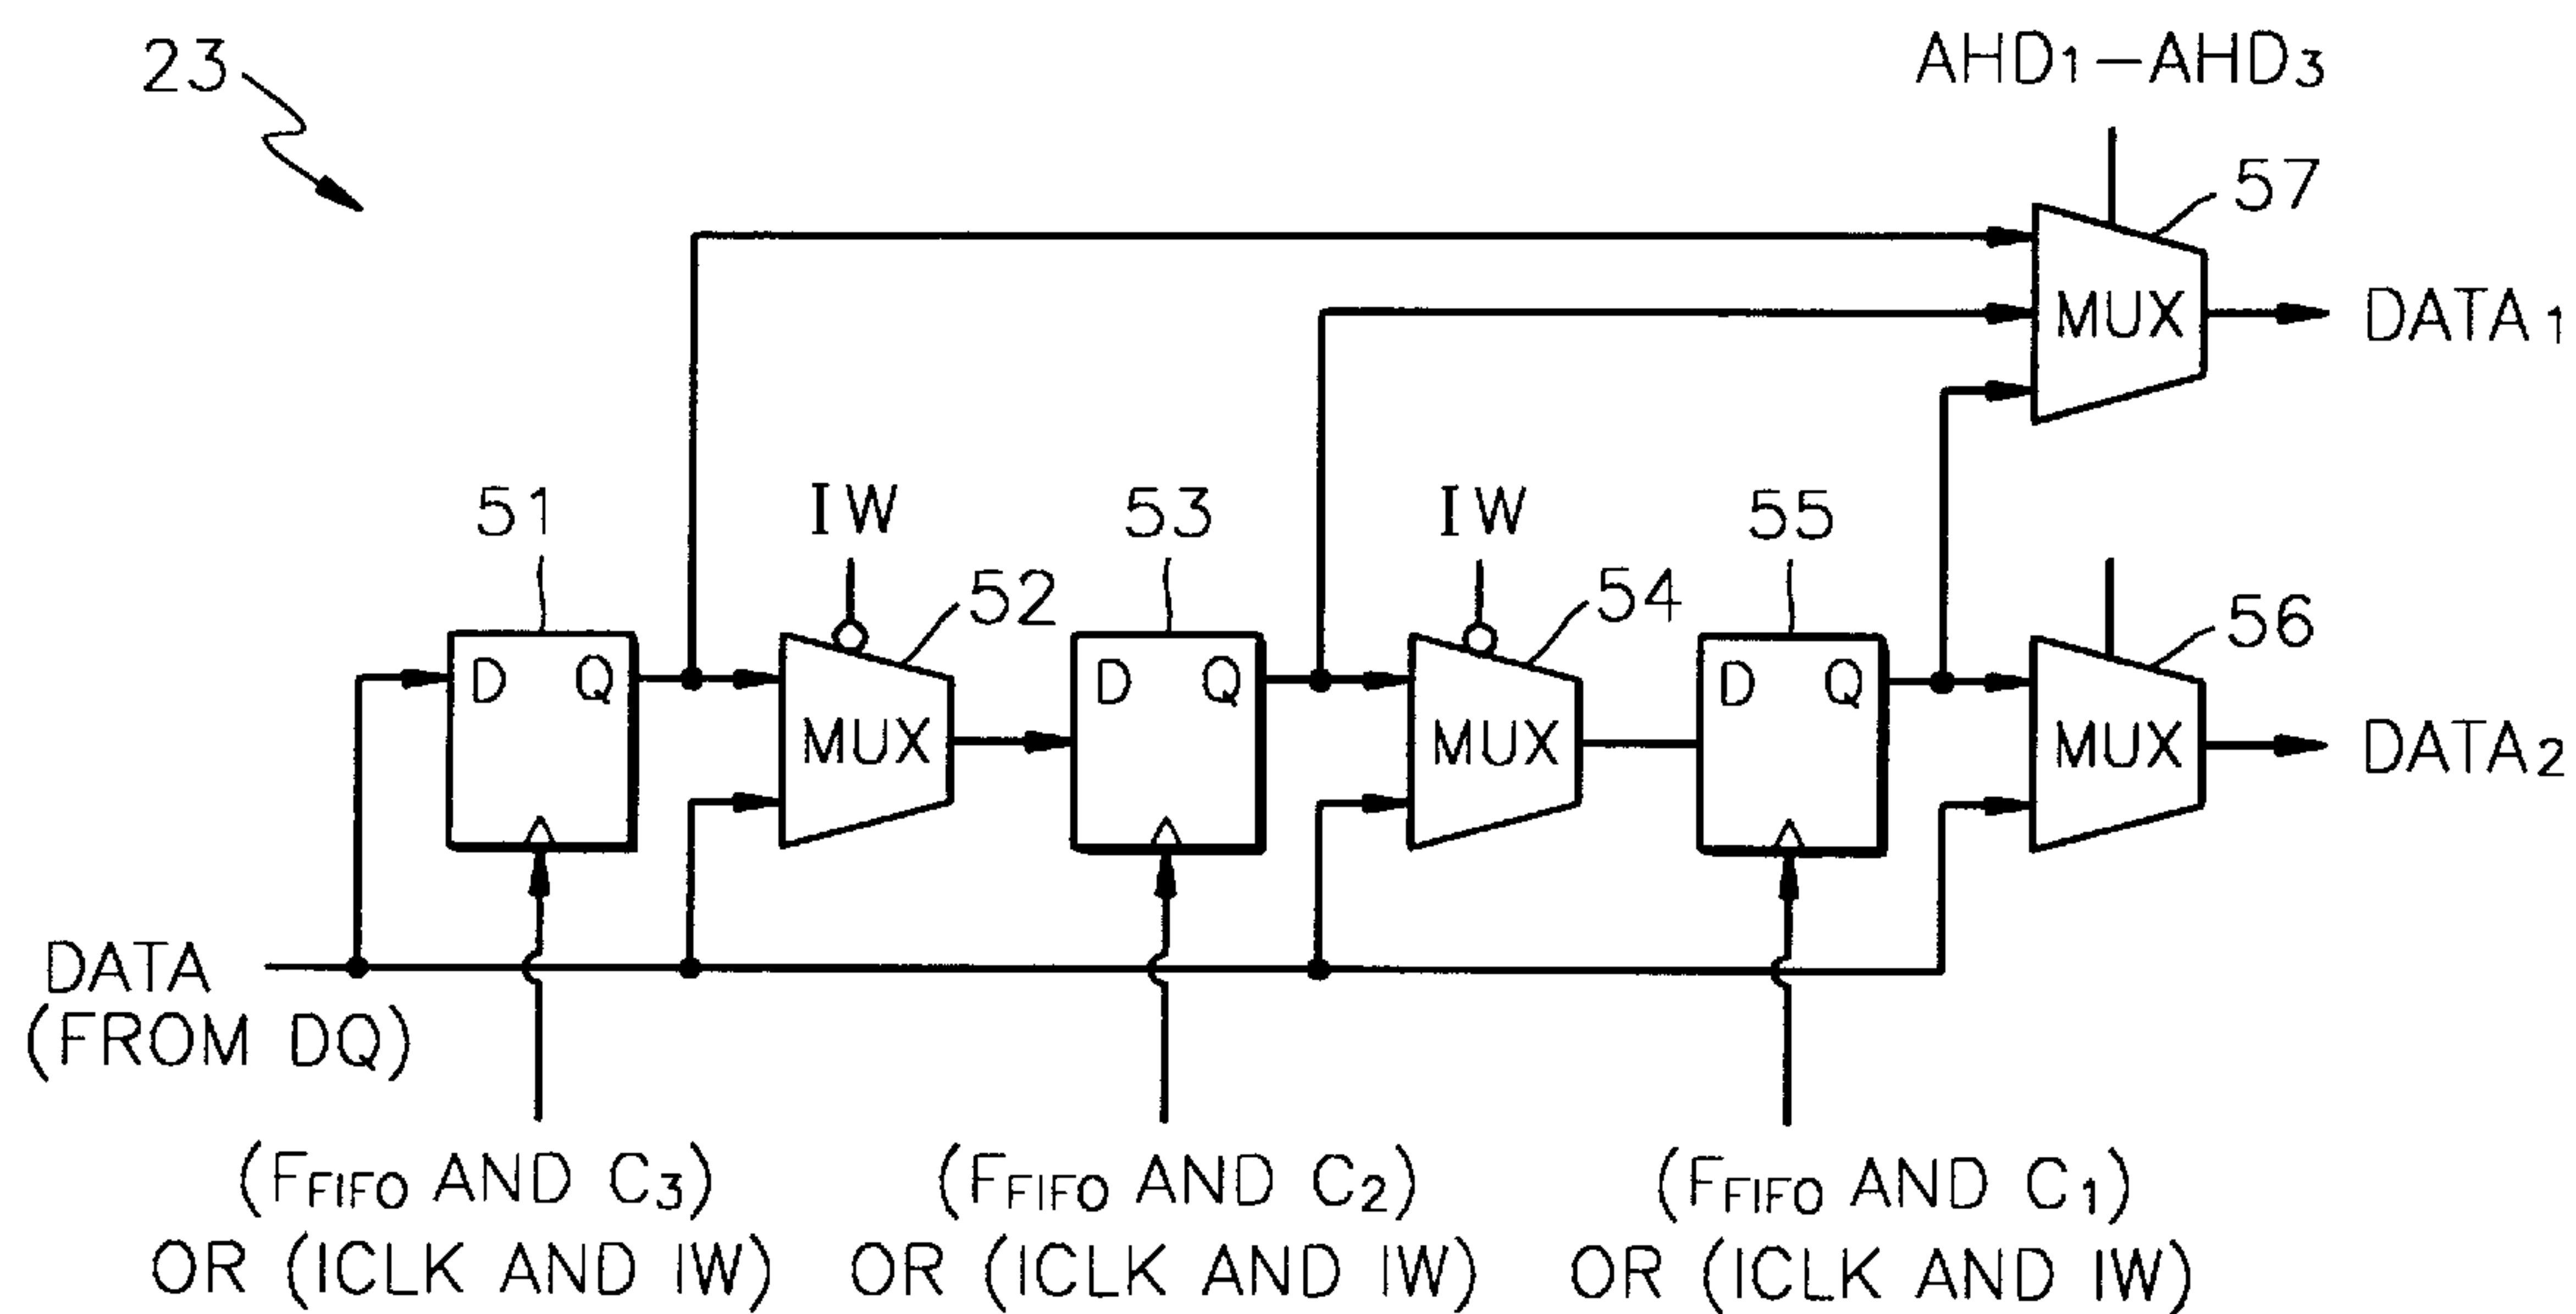 23
AHD1–AHD3
57
MUX
DATA1
51
IW
52
53
IW
54
55
56
D Q
MUX
D Q
MUX
D Q
MUX
DATA2
DATA
(FROM DQ)
(FFIFO AND C3)
OR (ICLK AND IW)
(FFIFO AND C2)
OR (ICLK AND IW)
(FFIFO AND C1)
OR (ICLK AND IW)